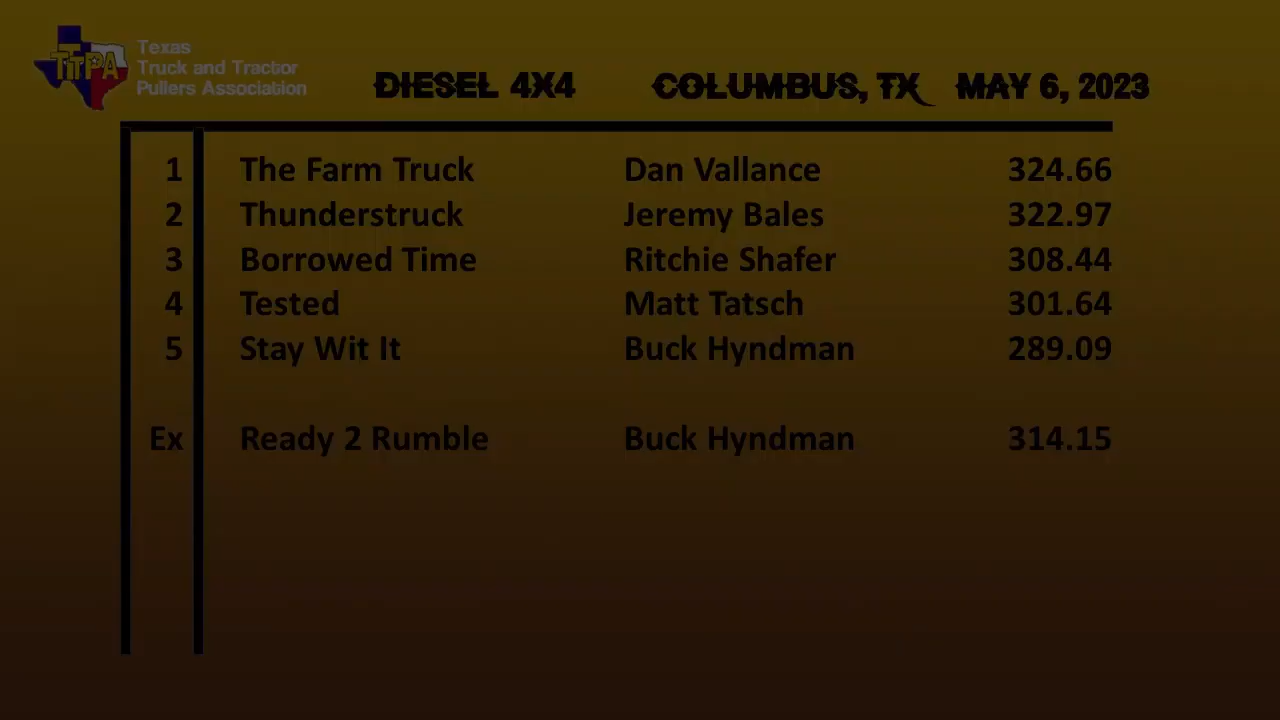 TTTPA
Texas
Truck and Tractor
Pullers Association
DIESEL 4X4 COLUMBUS, TX MAY 6, 2023
1 The Farm Truck Dan Vallance 324.66
2 Thunderstruck Jeremy Bales 322.97
3 Borrowed Time Ritchie Shafer 308.44
4 Tested Matt Tatsch 301.64
5 Stay Wit It Buck Hyndman 289.09
Ex Ready 2 Rumble Buck Hyndman 314.15